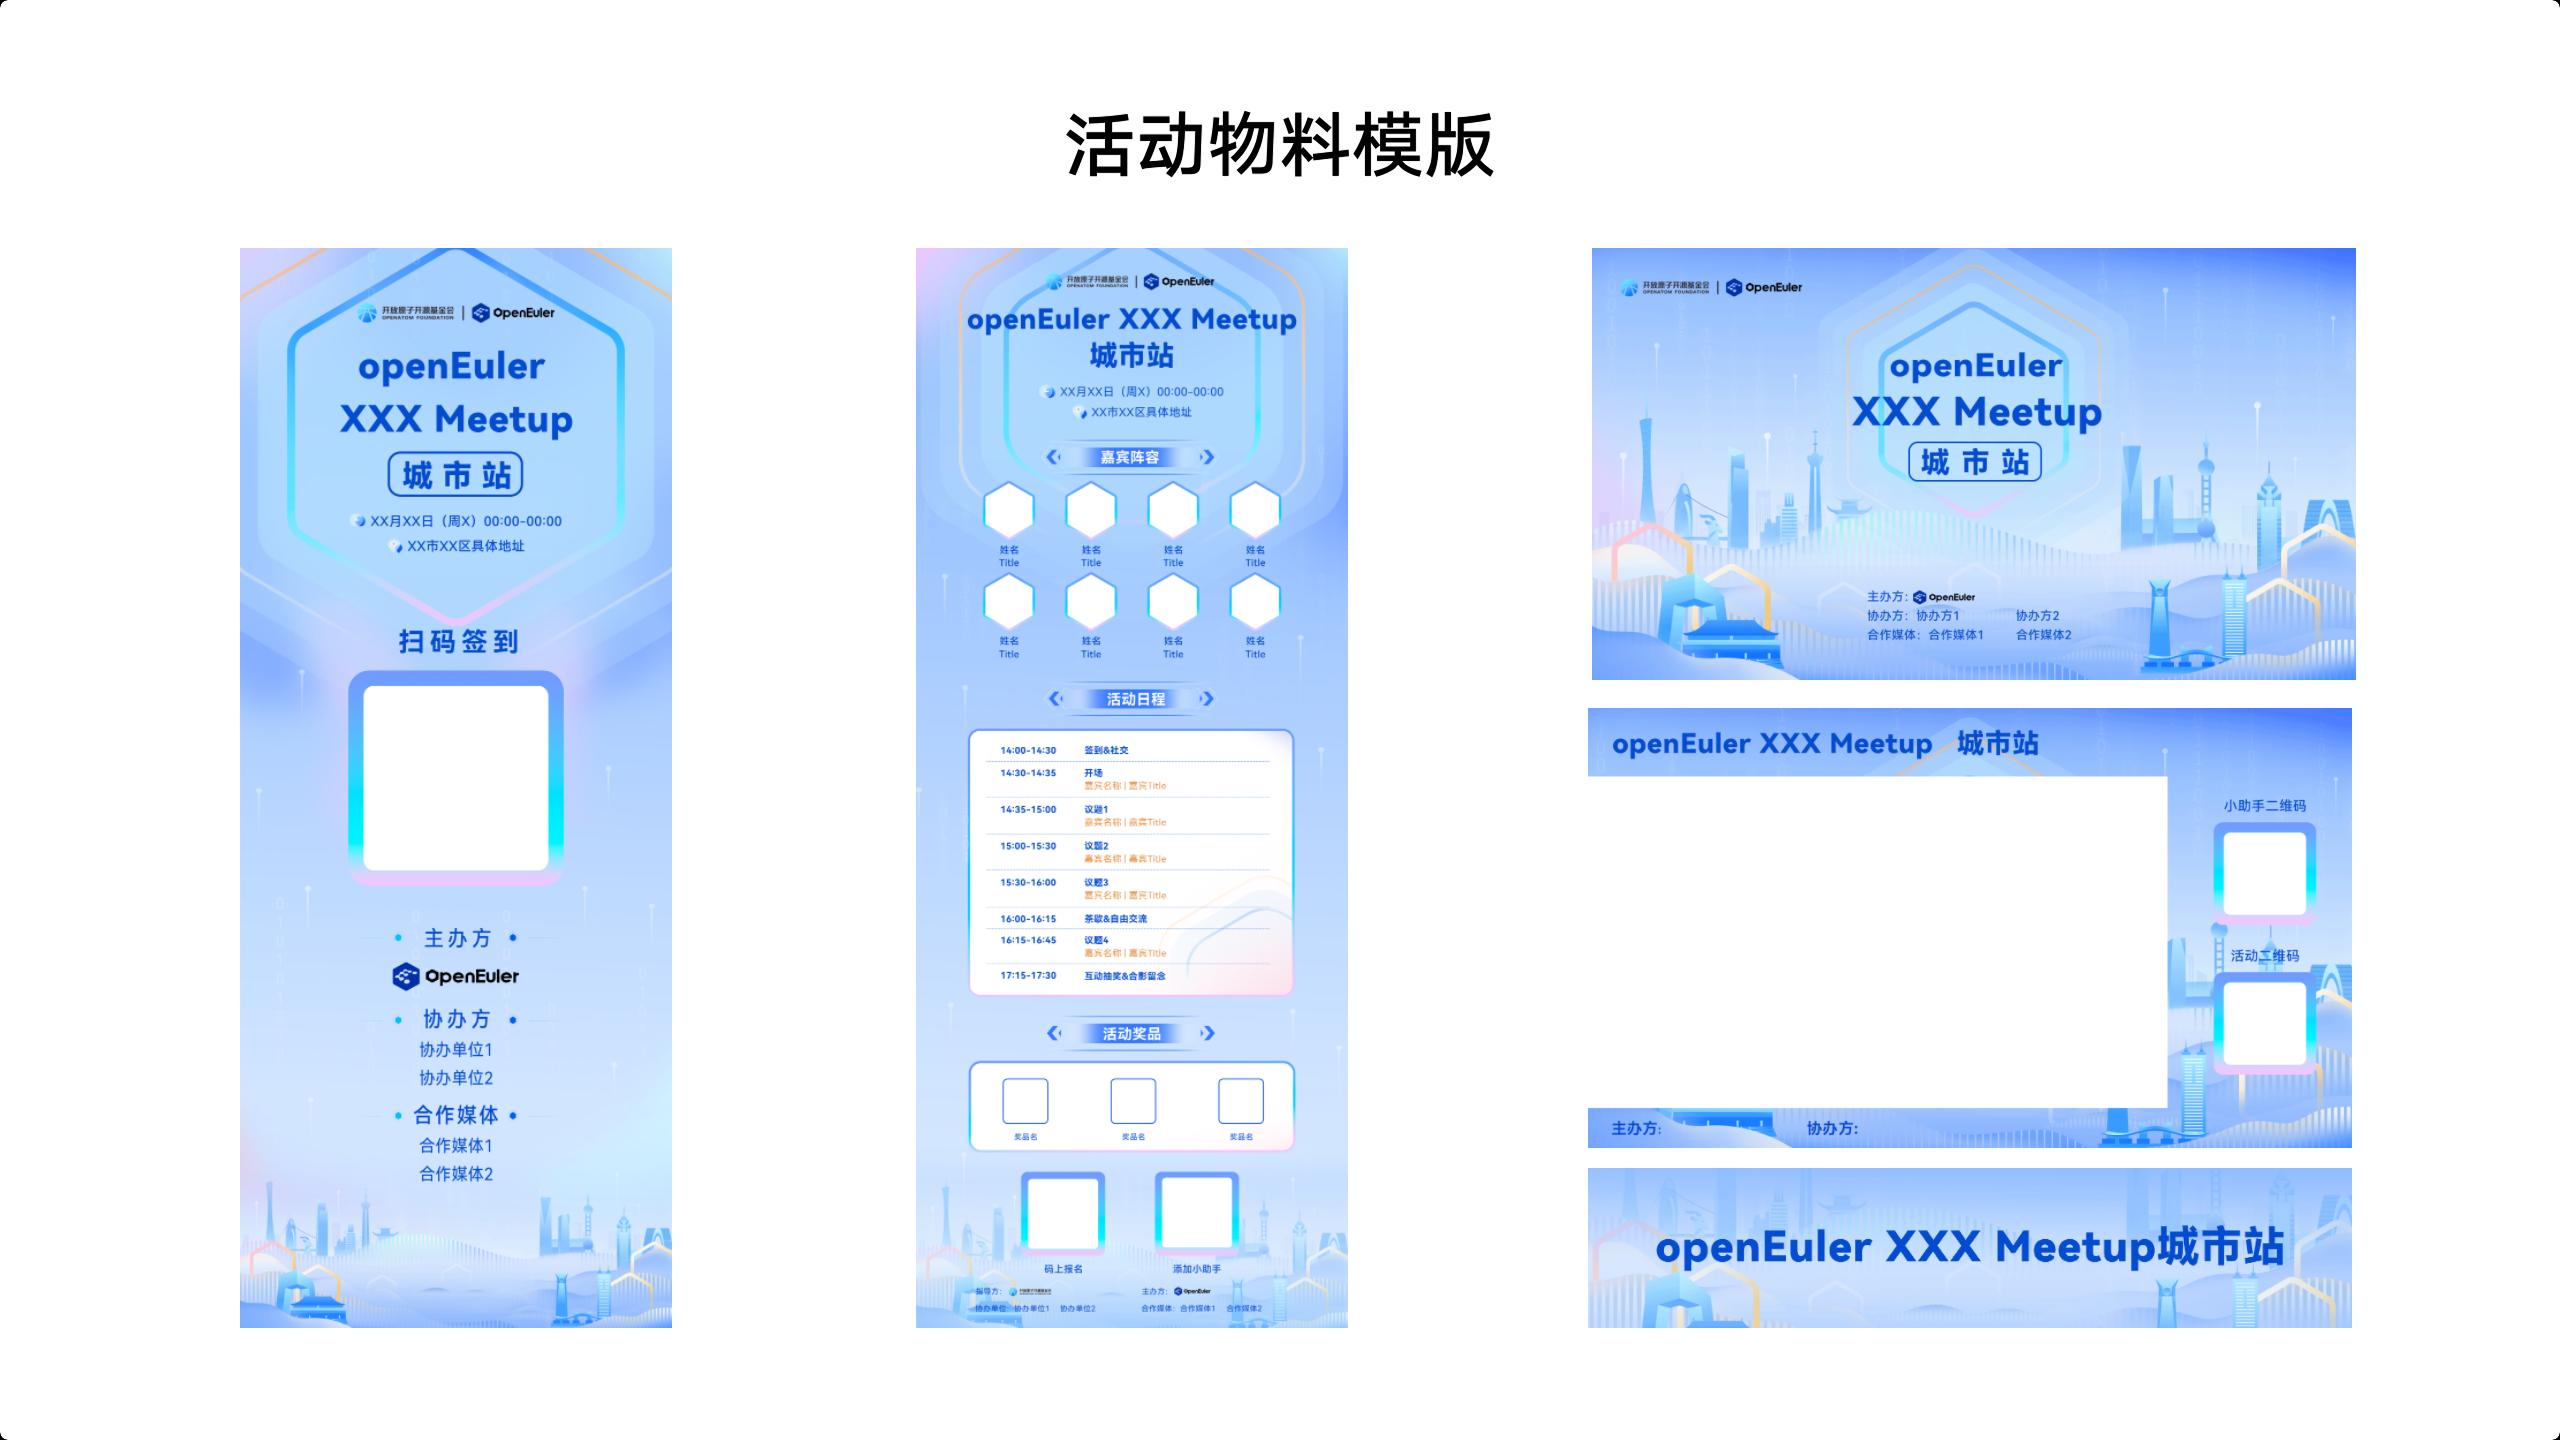 活动物料模版
开放原子开源基金会
OPENATOM FOUNDATION
OpenEuler
openEuler
XXX Meetup
城市站
XX月XX日（周X）00:00-00:00
XX市XX区具体地址
扫码签到
主办方
OpenEuler
协办方
协办单位1
协办单位2
合作媒体
合作媒体1
合作媒体2
开放原子开源基金会
OPENATOM FOUNDATION
OpenEuler
openEuler XXX Meetup
城市站
XX月XX日（周X）00:00-00:00
XX市XX区具体地址
嘉宾阵容
姓名 姓名 姓名 姓名
Title Title Title Title
姓名 姓名 姓名 姓名
Title Title Title Title
活动日程
14:00-14:30 签到&社交
14:30-14:35 开场
嘉宾名称 | 嘉宾Title
14:35-15:00 议题1
嘉宾名称 | 嘉宾Title
15:00-15:30 议题2
嘉宾名称 | 嘉宾Title
15:30-16:00 议题3
嘉宾名称 | 嘉宾Title
16:00-16:15 茶歇&自由交流
16:15-16:45 议题4
嘉宾名称 | 嘉宾Title
17:15-17:30 互动抽奖&合影留念
活动奖品
奖品名 奖品名 奖品名
码上报名 添加小助手
指导方： 开放原子开源基金会 主办方： OpenEuler
协办单位：协办单位1 协办单位2 合作媒体：合作媒体1 合作媒体2
开放原子开源基金会
OPENATOM FOUNDATION
OpenEuler
openEuler
XXX Meetup
城市站
主办方：OpenEuler
协办方：协办方1 协办方2
合作媒体：合作媒体1 合作媒体2
openEuler XXX Meetup 城市站
小助手二维码
活动二维码
主办方: 协办方:
openEuler XXX Meetup城市站